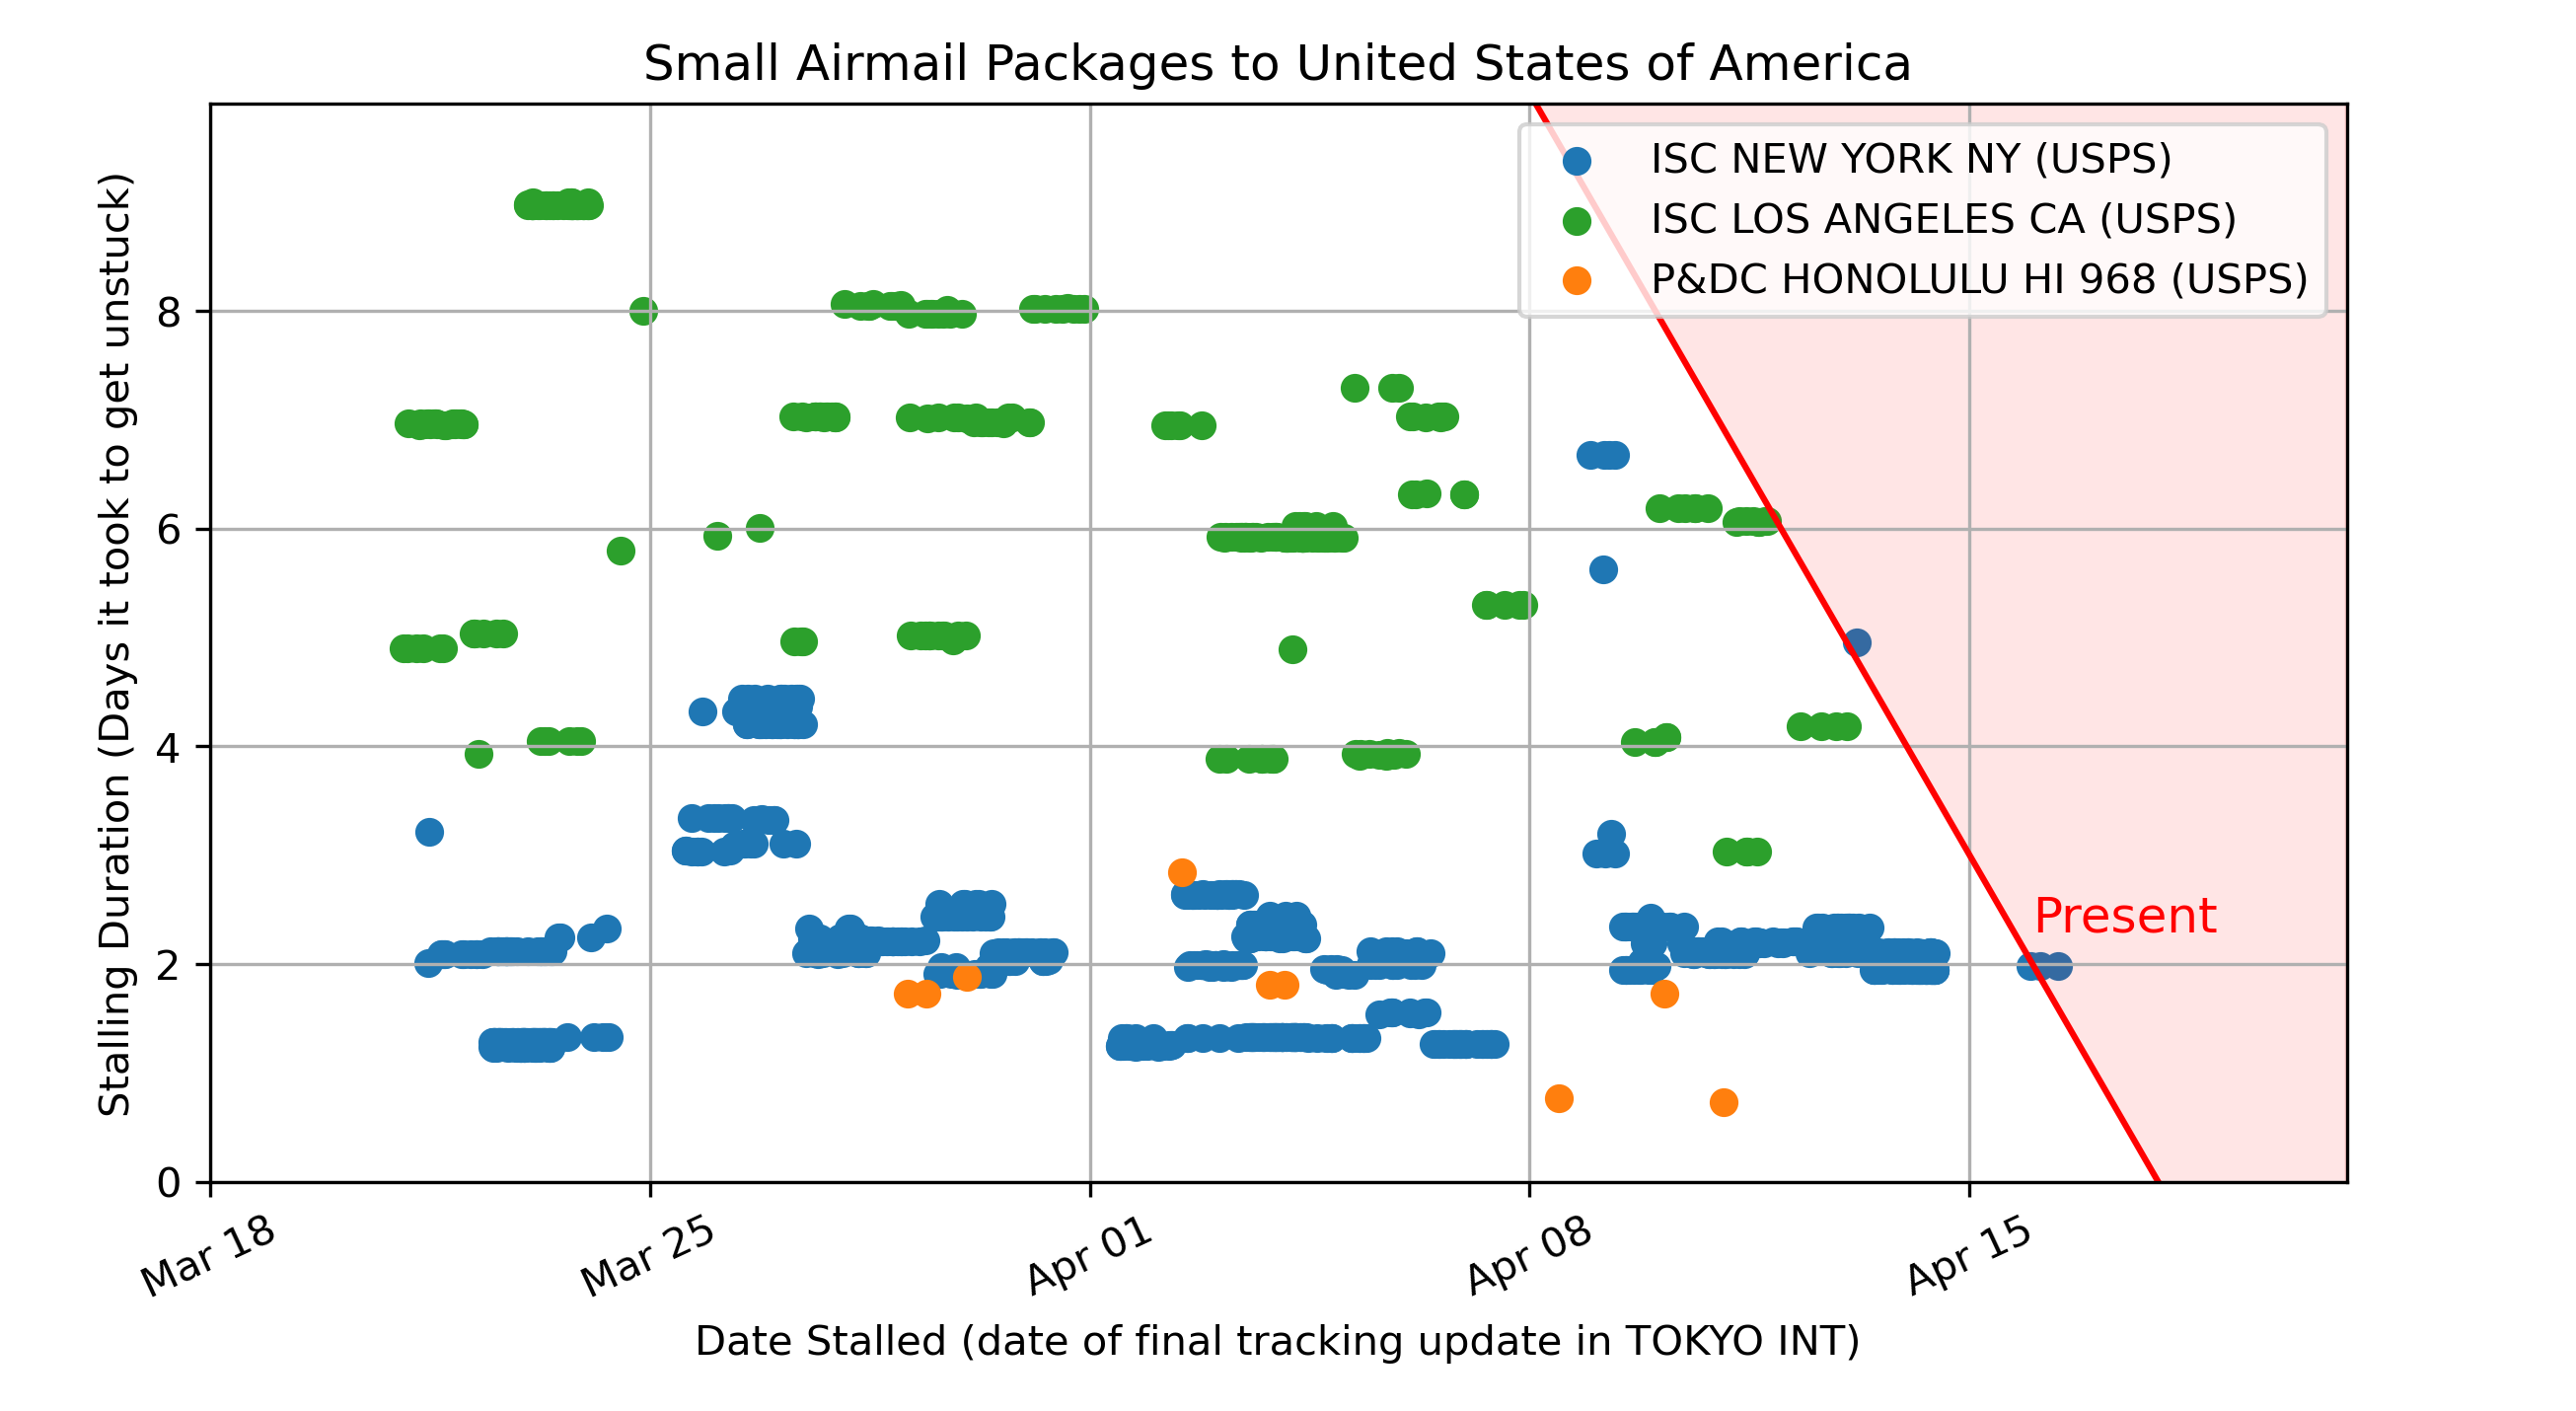 Small Airmail Packages to United States of America
Stalling Duration (Days it took to get unstuck)
8
6
4
2
0
ISC NEW YORK NY (USPS)
ISC LOS ANGELES CA (USPS)
P&DC HONOLULU HI 968 (USPS)
Present
Mar 18
Mar 25
Apr 01
Apr 08
Apr 15
Date Stalled (date of final tracking update in TOKYO INT)